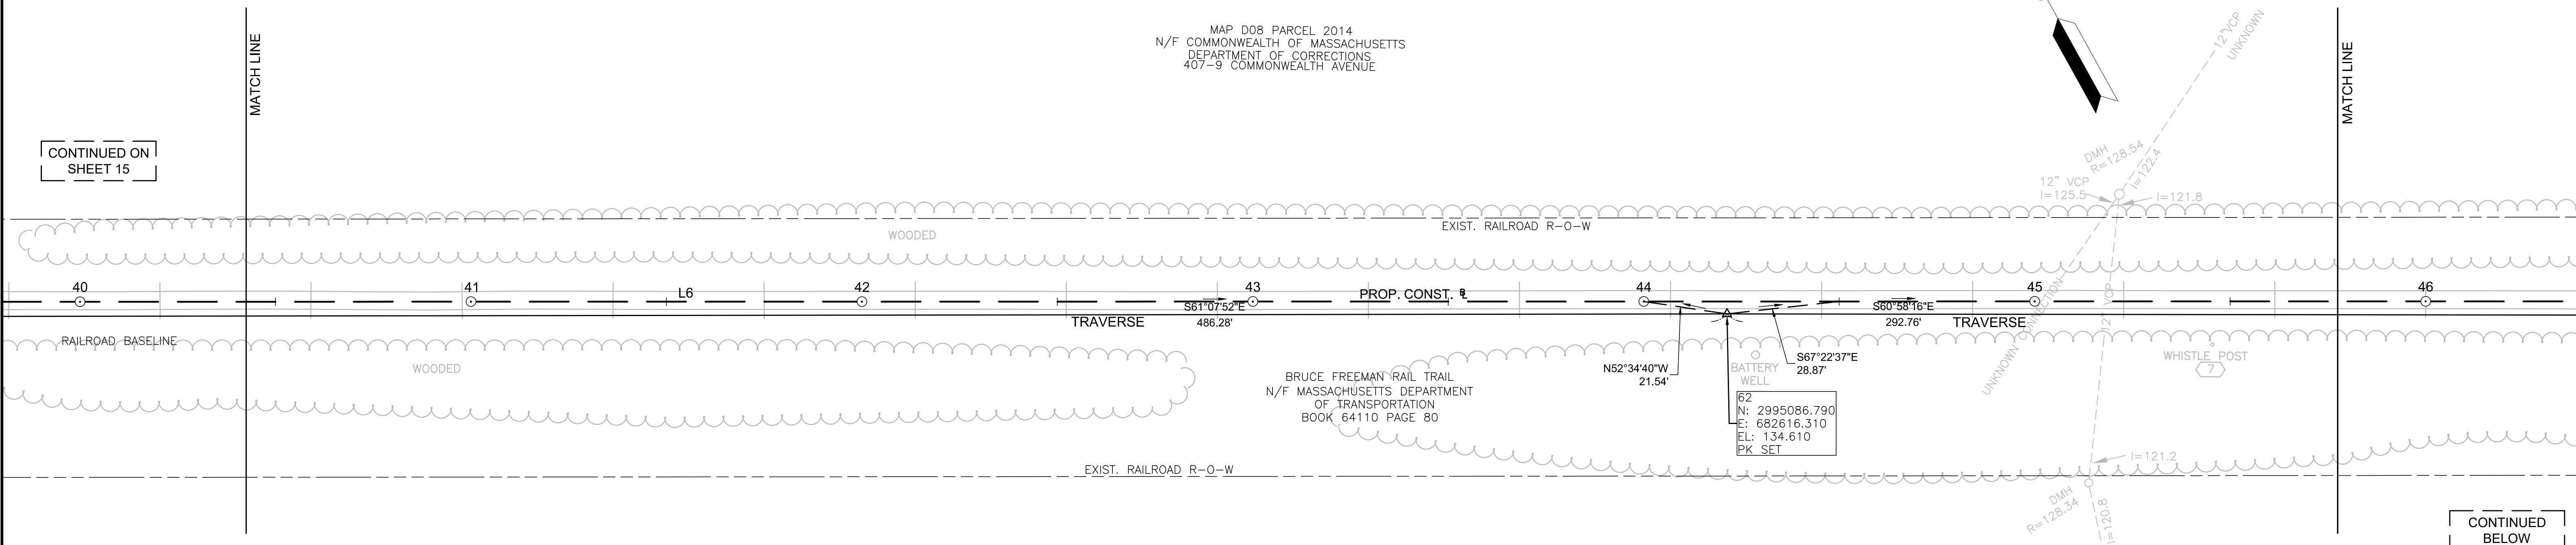 MAP D08 PARCEL 2014
N/F COMMONWEALTH OF MASSACHUSETTS
DEPARTMENT OF CORRECTIONS
407-9 COMMONWEALTH AVENUE
MATCH LINE
MATCH LINE
12"VCP
UNKNOWN
CONTINUED ON
SHEET 15
DMH
R=128.54
I=122.4
12" VCP
I=125.5
I=121.8
WOODED
EXIST. RAILROAD R-O-W
40
41
L6
42
43
PROP. CONST. ℄
44
45
46
S61°07'52"E
486.28'
S60°58'16"E
292.76'
TRAVERSE
TRAVERSE
RAILROAD BASELINE
WOODED
UNKNOWN CONNECTION
12" VCP
N52°34'40"W
21.54'
BATTERY
WELL
S67°22'37"E
28.87'
WHISTLE POST
7
BRUCE FREEMAN RAIL TRAIL
N/F MASSACHUSETTS DEPARTMENT
OF TRANSPORTATION
BOOK 64110 PAGE 80
62
N: 2995086.790
E: 682616.310
EL: 134.610
PK SET
EXIST. RAILROAD R-O-W
I=121.2
DMH
R=128.34
I=120.8
CONTINUED
BELOW